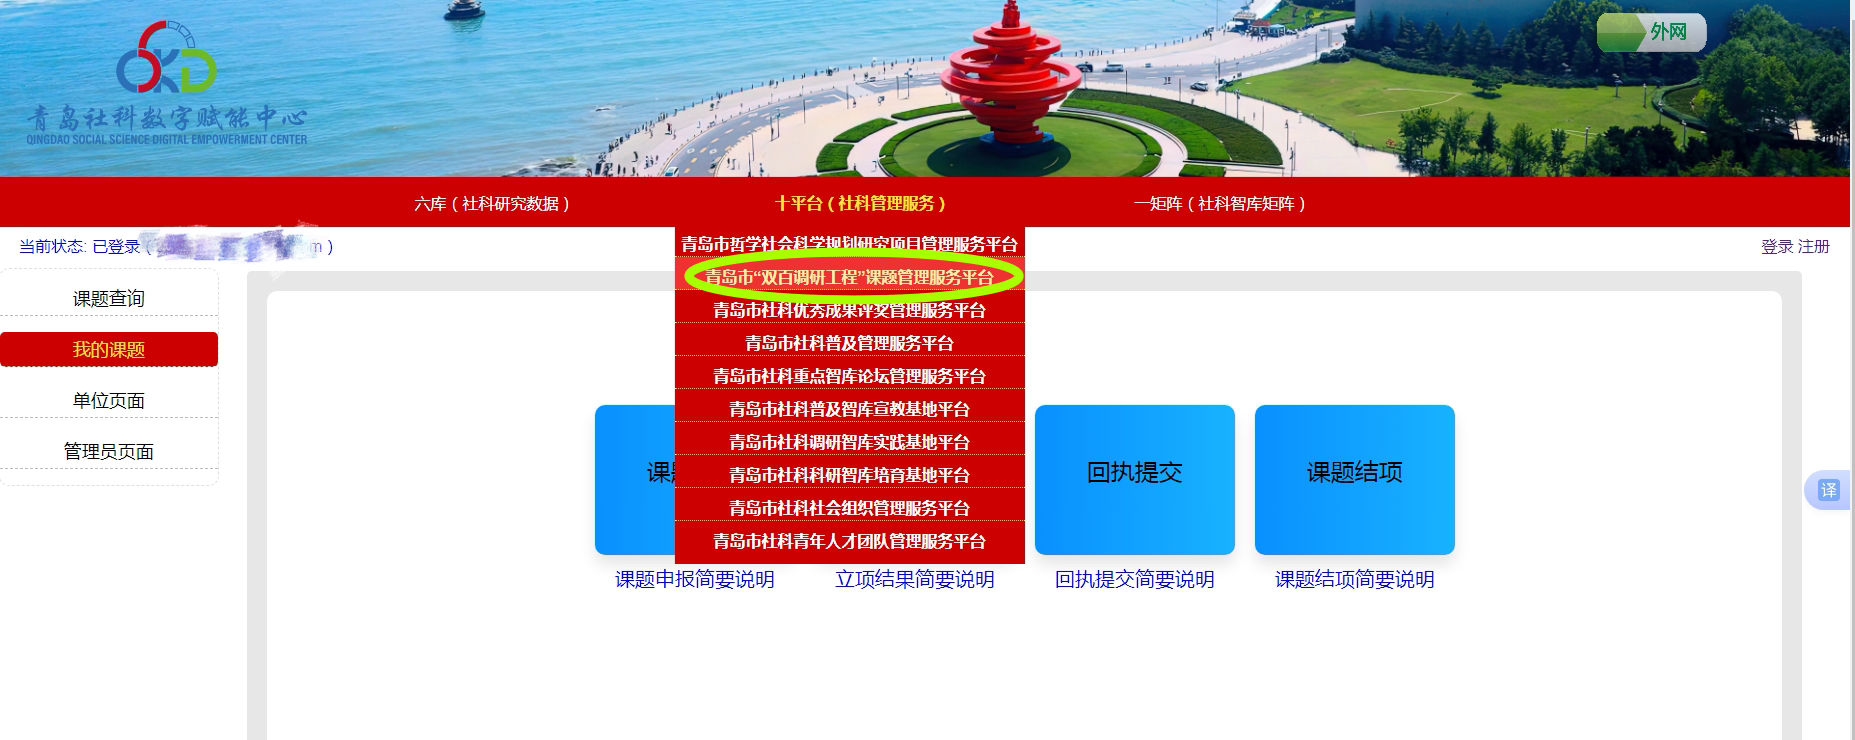 外网
青岛社科数字赋能中心
QINGDAO SOCIAL SCIENCE DIGITAL EMPOWERMENT CENTER
六库（社科研究数据） 十平台（社科管理服务） 一矩阵（社科智库矩阵）
当前状态: 已登录（ m ） 登录 注册
青岛市哲学社会科学规划研究项目管理服务平台
青岛市“双百调研工程”课题管理服务平台
青岛市社科优秀成果评奖管理服务平台
青岛市社科普及管理服务平台
青岛市社科重点智库论坛管理服务平台
青岛市社科普及智库宣教基地平台
青岛市社科调研智库实践基地平台
青岛市社科科研智库培育基地平台
青岛市社科社会组织管理服务平台
青岛市社科青年人才团队管理服务平台
课题查询
我的课题
单位页面
管理员页面
课
回执提交
课题结项
课题申报简要说明
立项结果简要说明
回执提交简要说明
课题结项简要说明
译